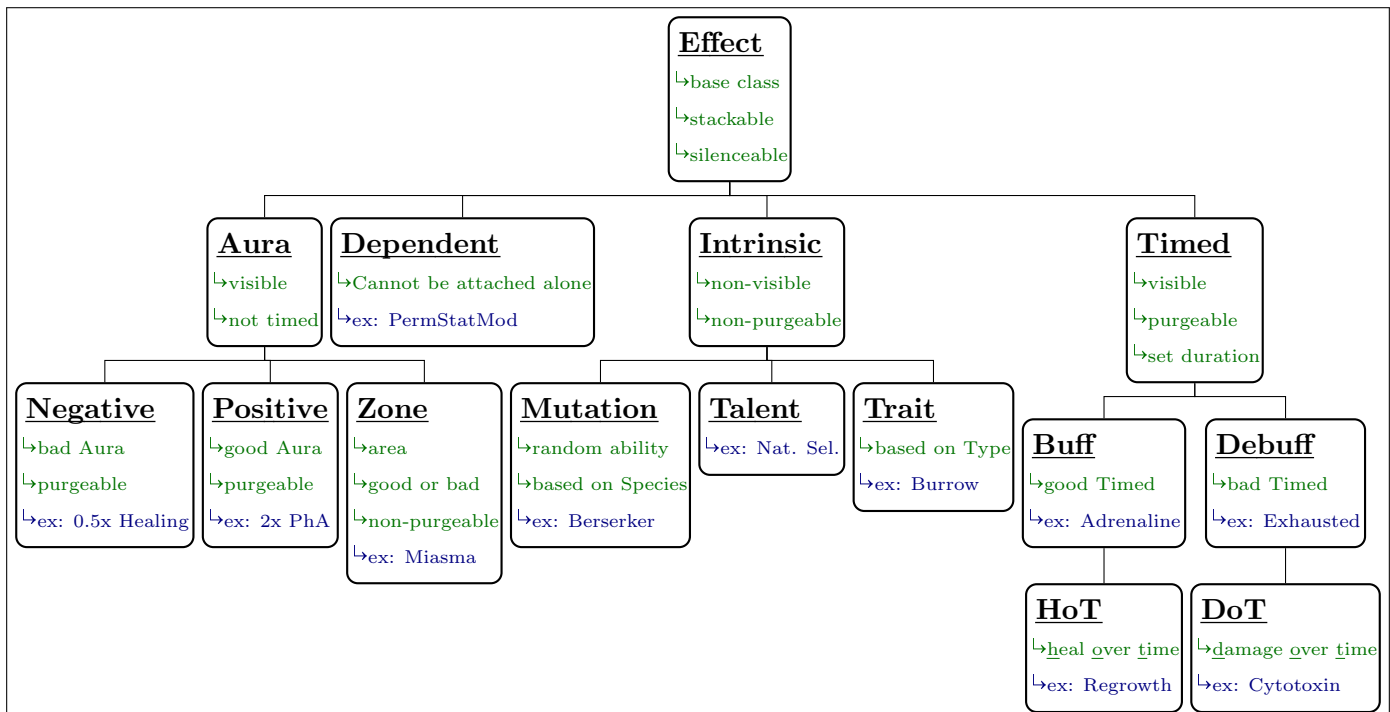 Effect
↳base class
↳stackable
↳silenceable
Aura
↳visible
↳not timed
Dependent
↳Cannot be attached alone
↳ex: PermStatMod
Intrinsic
↳non-visible
↳non-purgeable
Timed
↳visible
↳purgeable
↳set duration
Negative
↳bad Aura
↳purgeable
↳ex: 0.5x Healing
Positive
↳good Aura
↳purgeable
↳ex: 2x PhA
Zone
↳area
↳good or bad
↳non-purgeable
↳ex: Miasma
Mutation
↳random ability
↳based on Species
↳ex: Berserker
Talent
↳ex: Nat. Sel.
Trait
↳based on Type
↳ex: Burrow
Buff
↳good Timed
↳ex: Adrenaline
Debuff
↳bad Timed
↳ex: Exhausted
HoT
↳heal over time
↳ex: Regrowth
DoT
↳damage over time
↳ex: Cytotoxin